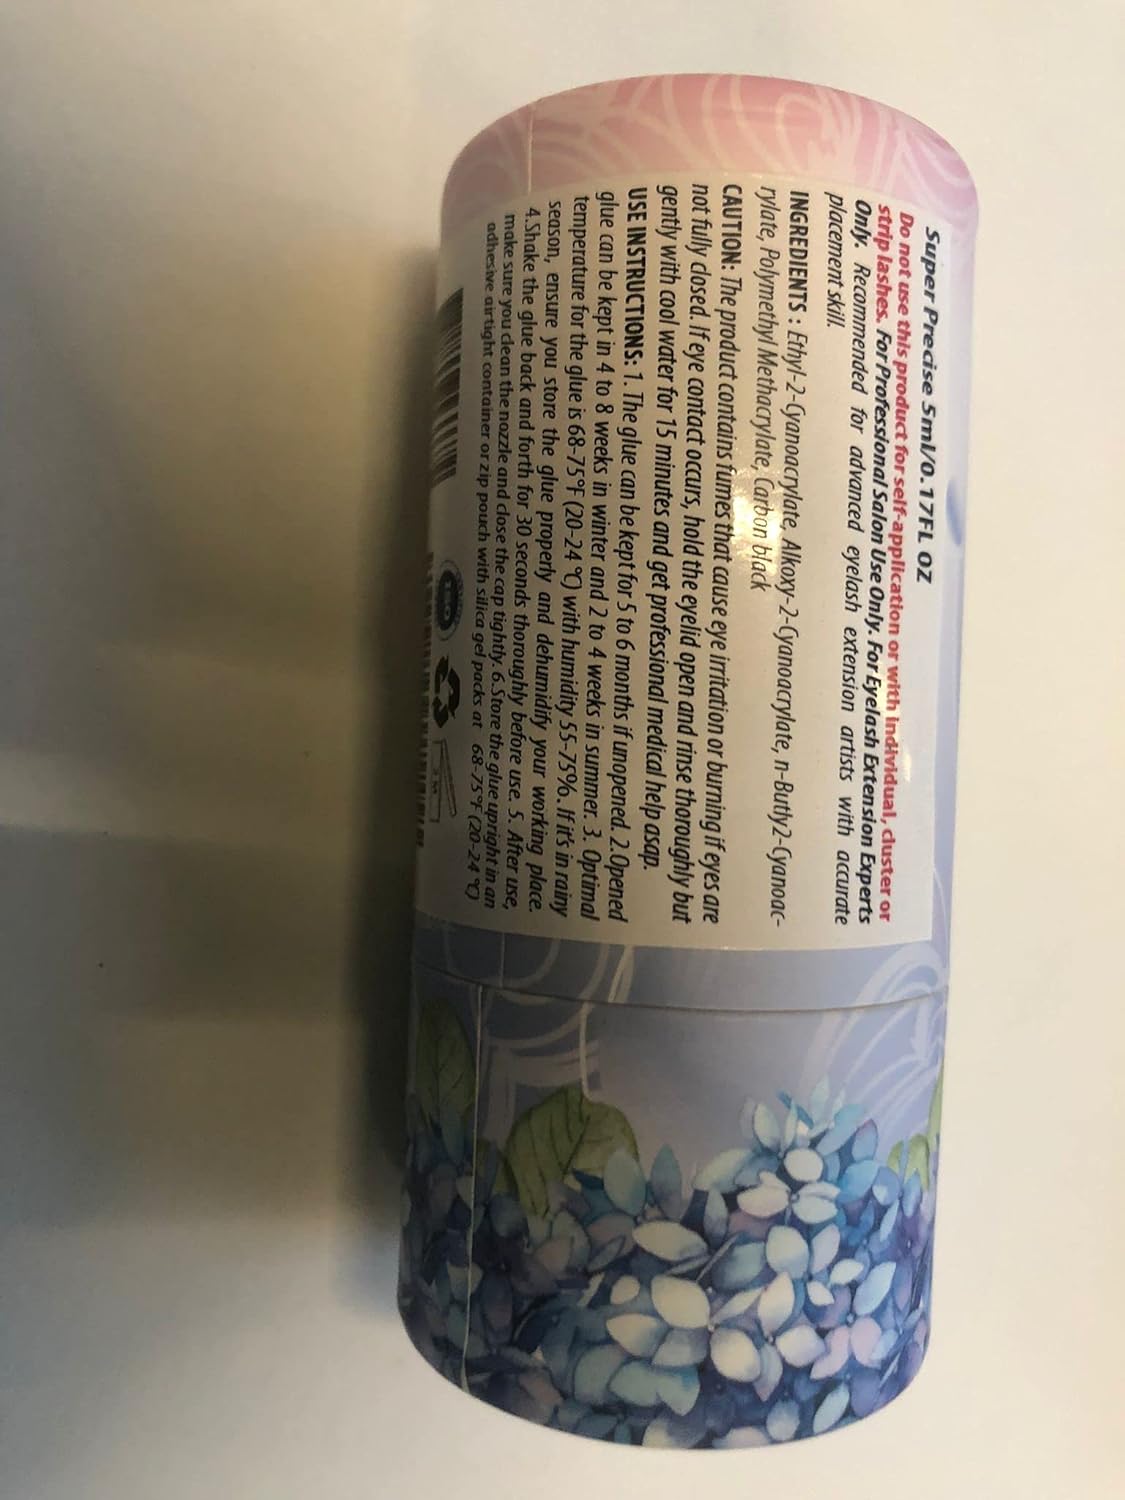 Super Precise 5ml/0.17FL OZ
Do not use this product for self-application or with individual, cluster or
strip lashes. For Professional Salon Use Only. For Eyelash Extension Experts
Only. Recommended for advanced eyelash extension artists with accurate
placement skill.
INGREDIENTS : Ethyl-2-Cyanoacrylate, Alkoxy-2-Cyanoacrylate, n-Butly2-Cyanoac-
rylate, Polymethyl Methacrylate, Carbon black
CAUTION: The product contains fumes that cause eye irritation or burning if eyes are
not fully closed. If eye contact occurs, hold the eyelid open and rinse thoroughly but
gently with cool water for 15 minutes and get professional medical help asap.
USE INSTRUCTIONS: 1. The glue can be kept for 5 to 6 months if unopened. 2.Opened
glue can be kept in 4 to 8 weeks in winter and 2 to 4 weeks in summer. 3. Optimal
temperature for the glue is 68-75°F (20-24 ℃) with humidity 55-75%. If it's in rainy
season, ensure you store the glue properly and dehumidify your working place.
4.Shake the glue back and forth for 30 seconds thoroughly before use. 5. After use,
make sure you clean the nozzle and close the cap tightly. 6.Store the glue upright in an
adhesive airtight container or zip pouch with silica gel packs at 68-75°F (20-24 ℃)